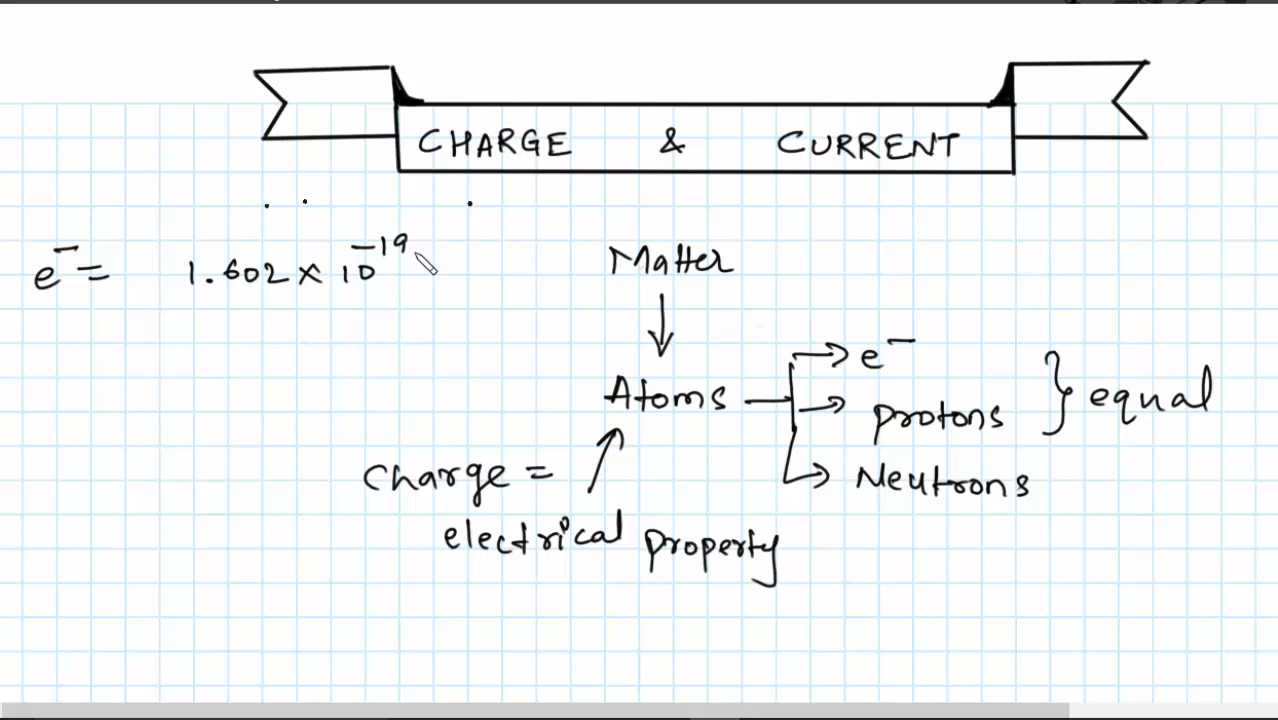 CHARGE & CURRENT
e⁻ = 1.602 × 10⁻¹⁹
Matter
Atoms
e⁻
protons
equal
Neutrons
charge =
electrical property